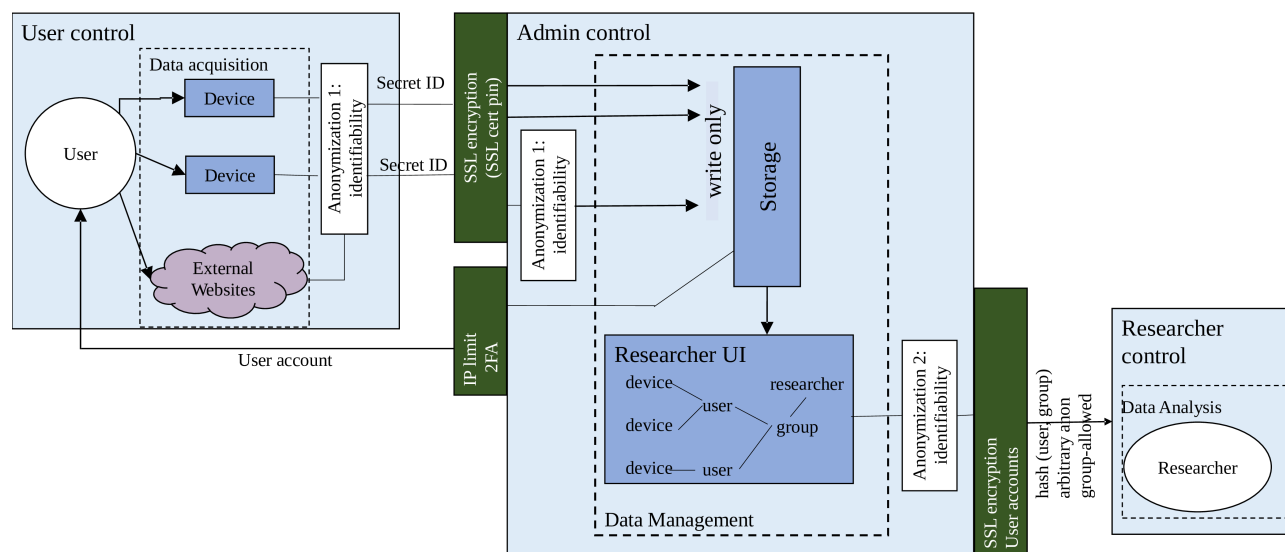 User control
Data acquisition
Device
Device
User
External
Websites
Anonymization 1:
identifiability
Secret ID
Secret ID
User account
SSL encryption
(SSL cert pin)
IP limit
2FA
Admin control
Anonymization 1:
identifiability
write only
Storage
Researcher UI
device
device
device
user
user
researcher
group
Data Management
Anonymization 2:
identifiability
SSL encryption
User accounts
hash (user, group)
arbitrary anon
group-allowed
Researcher
control
Data Analysis
Researcher